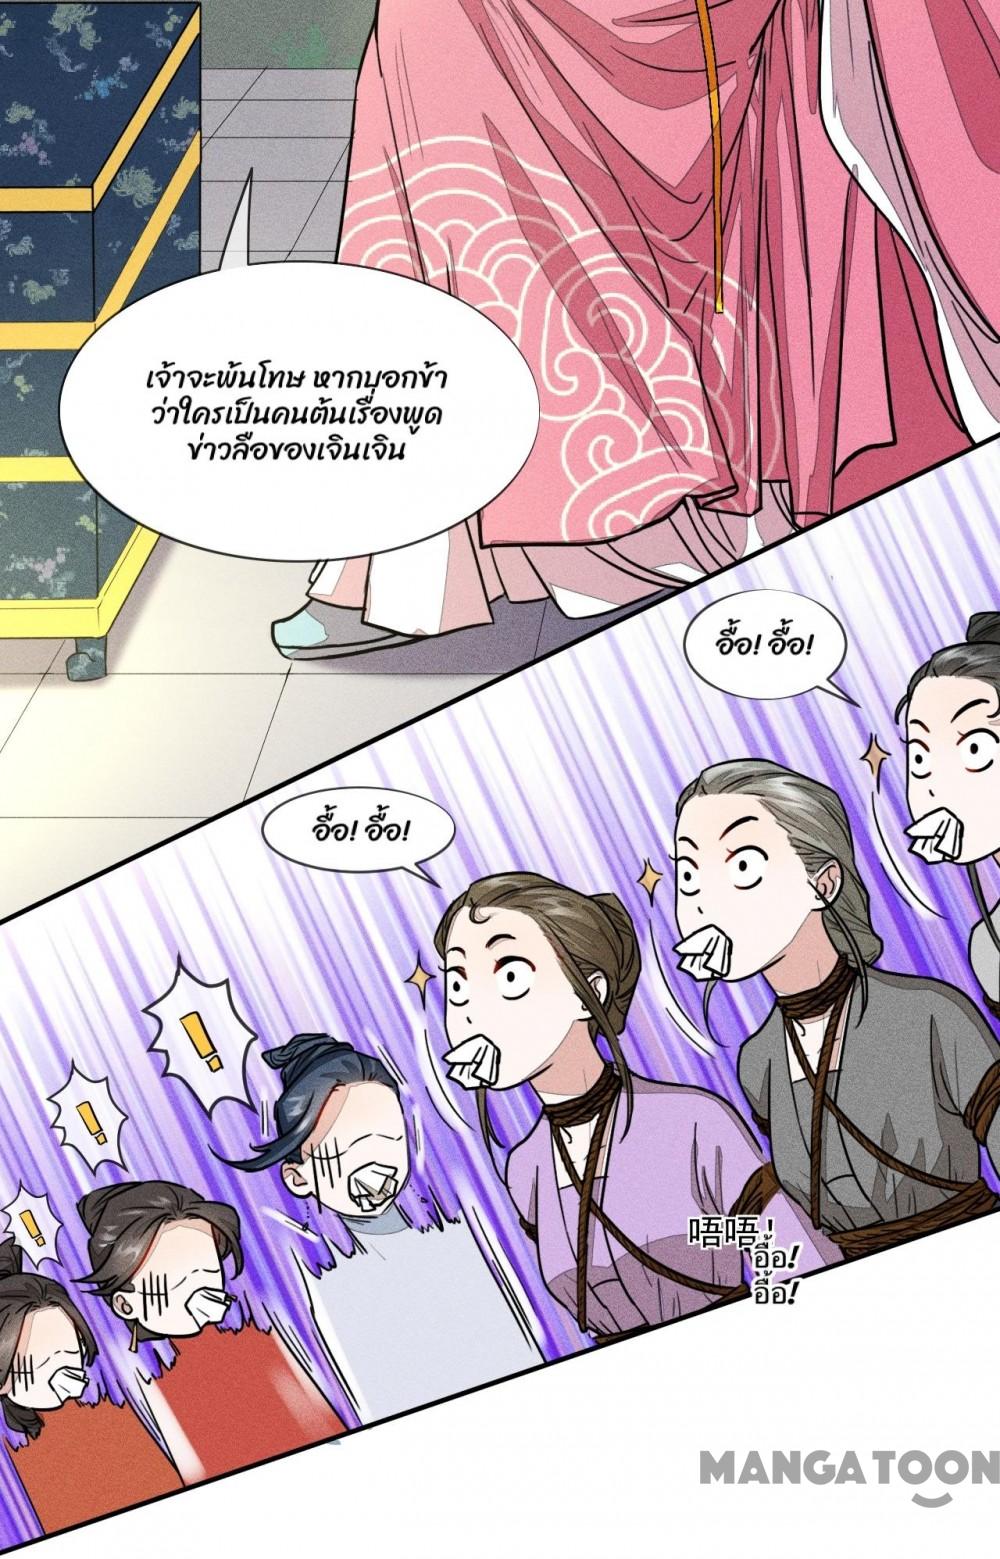 เจ้าจะพ้นโทษ หากบอกข้า
ว่าใครเป็นคนต้นเรื่องพูด
ข่าวลือของเจินเจิน
อื้อ! อื้อ!
อื้อ! อื้อ!
!
!
!
唔唔!
อื้อ!
อื้อ!
MANGATOON